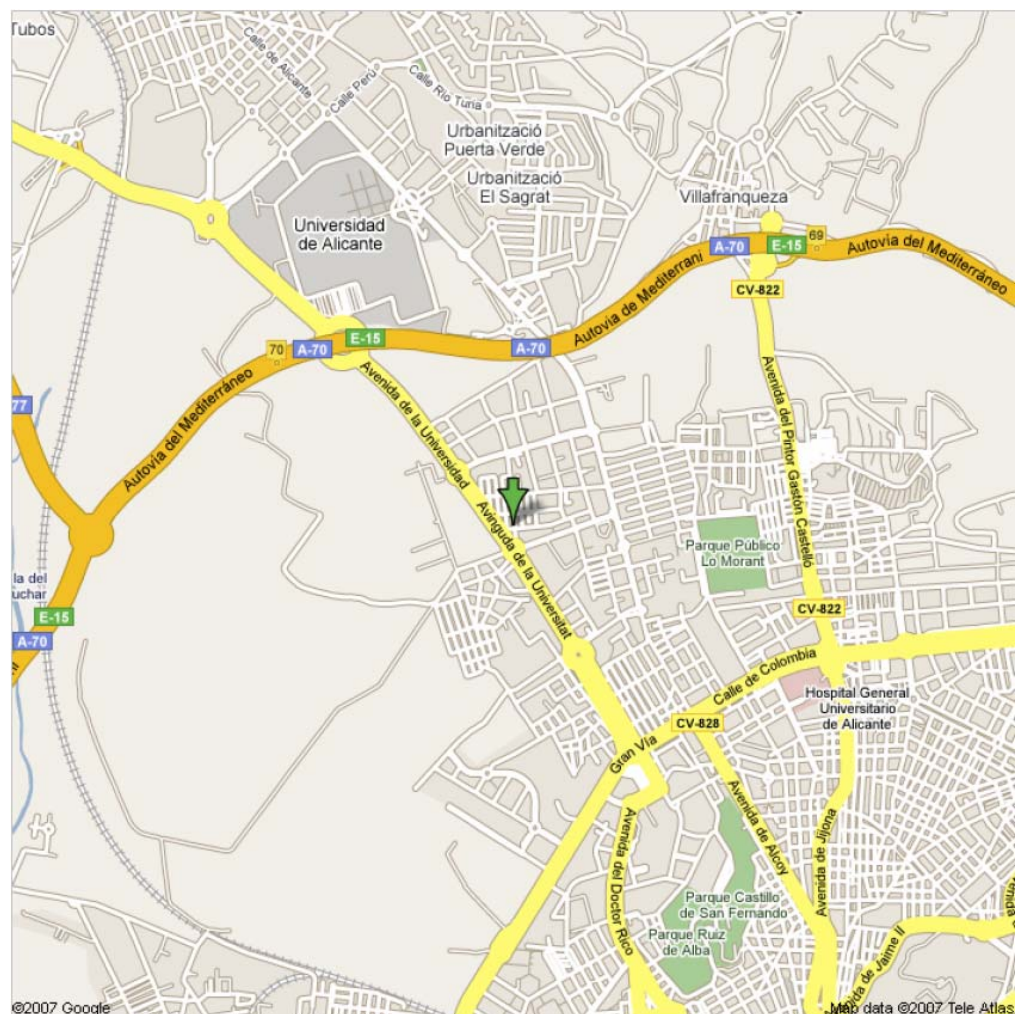 Tubos
Calle de Alicante
Calle Perú
Calle Rio Turia
Urbanització
Puerta Verde
Urbanització
El Sagrat
Villafranqueza
Universidad
de Alicante
A-70
E-15
69
Autovía del Mediterráneo
CV-822
Autovia de Mediterrani
E-15
70
A-70
A-70
Autovía del Mediterráneo
77
Avenida de la Universidad
Avenida del Pintor Gastón Castelló
Avinguda de la Universitat
Parque Público
Lo Morant
la del
uchar
E-15
A-70
CV-822
Calle de Colombia
Hospital General
Universitario
de Alicante
CV-828
Gran Vía
Avenida de Alcoy
Avenida de Jijona
Avenida del Doctor Rico
Parque Castillo
de San Fernando
Parque Ruiz
de Alba
nida de Jaime II
©2007 Google
Map data ©2007 Tele Atlas